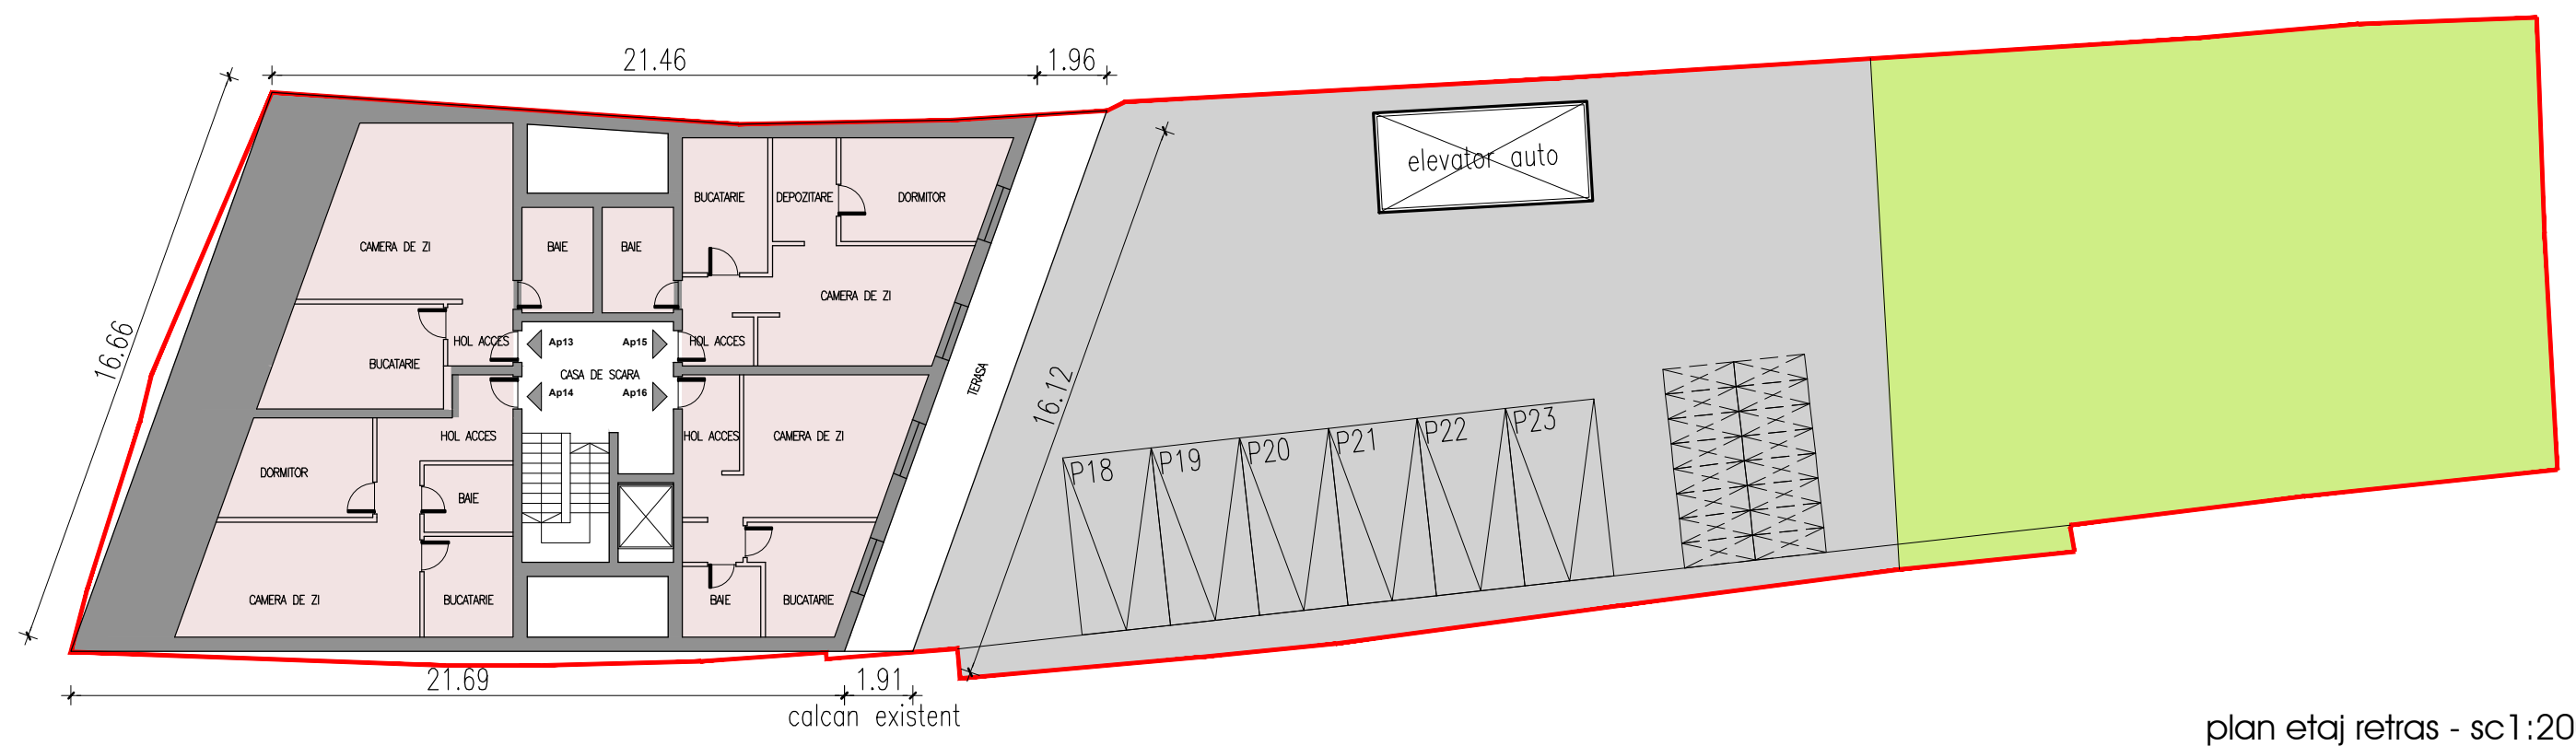 21.46
1.96
16.66
elevator auto
BUCATARIE
DEPOZITARE
DORMITOR
CAMERA DE ZI
BAIE
BAIE
CAMERA DE ZI
HOL ACCES
Ap13
Ap15
HOL ACCES
BUCATARIE
CASA DE SCARA
TERASA
Ap14
Ap16
16.12
HOL ACCES
HOL ACCES
CAMERA DE ZI
P18
P19
P20
P21
P22
P23
DORMITOR
BAIE
CAMERA DE ZI
BUCATARIE
BAIE
BUCATARIE
21.69
1.91
calcan existent
plan etaj retras - sc1:20